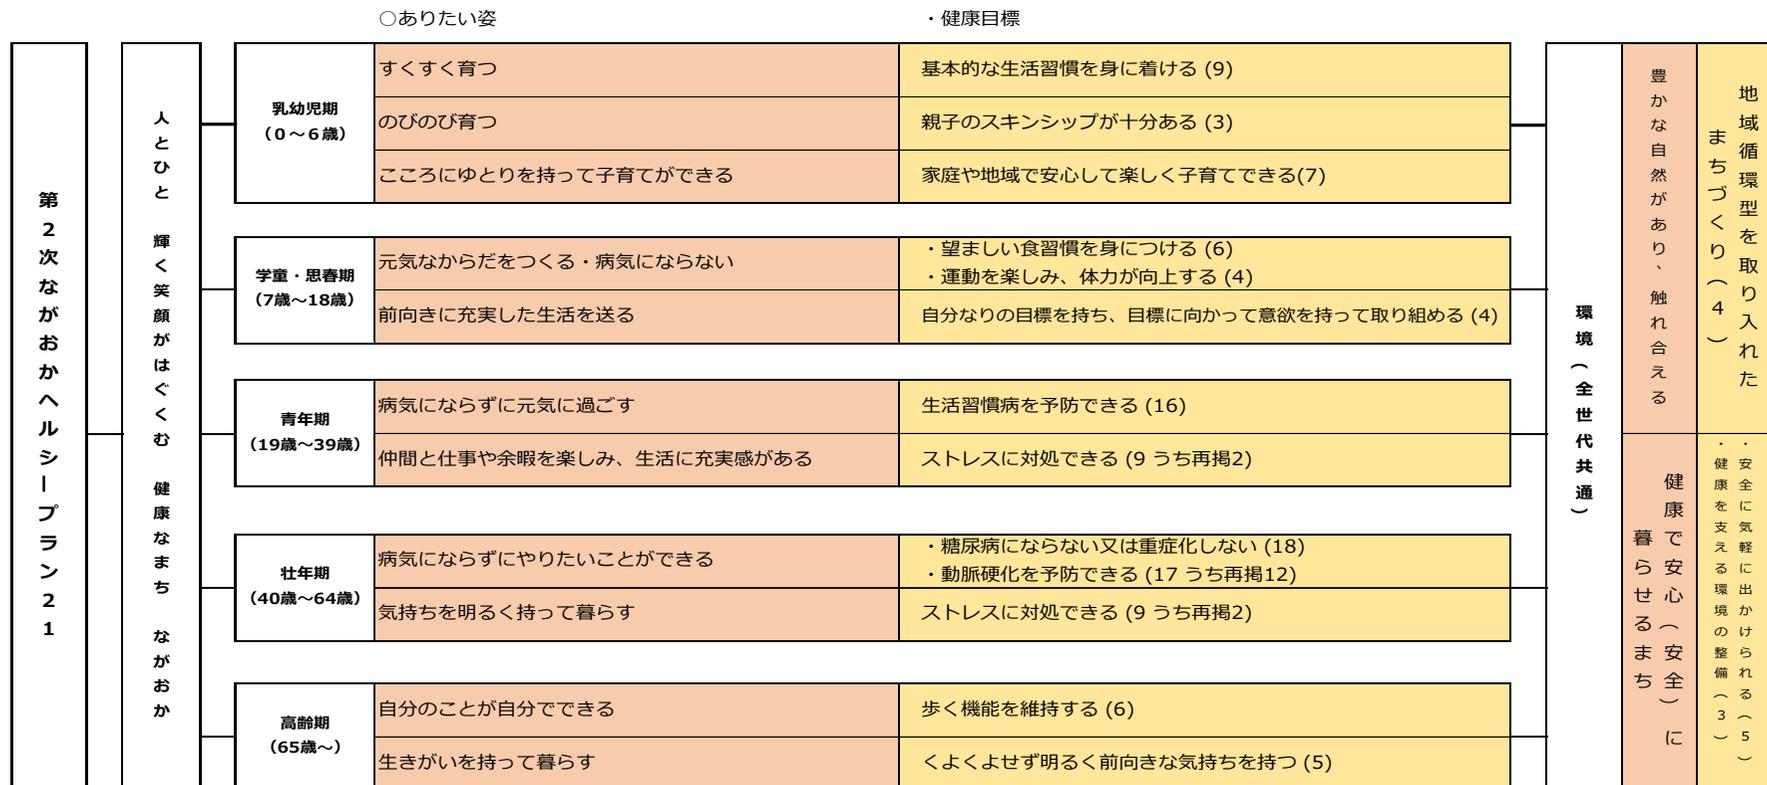 ○ありたい姿
・健康目標
第2次ながおかヘルシープラン21
人とひと　輝く笑顔がはぐくむ　健康なまち　ながおか
乳幼児期
（0～6歳）
すくすく育つ
基本的な生活習慣を身に着ける (9)
のびのび育つ
親子のスキンシップが十分ある (3)
こころにゆとりを持って子育てができる
家庭や地域で安心して楽しく子育てできる(7)
学童・思春期
（7歳～18歳）
元気なからだをつくる・病気にならない
・望ましい食習慣を身につける (6)
・運動を楽しみ、体力が向上する (4)
前向きに充実した生活を送る
自分なりの目標を持ち、目標に向かって意欲を持って取り組める (4)
青年期
（19歳～39歳）
病気にならずに元気に過ごす
生活習慣病を予防できる (16)
仲間と仕事や余暇を楽しみ、生活に充実感がある
ストレスに対処できる (9 うち再掲2)
壮年期
（40歳～64歳）
病気にならずにやりたいことができる
・糖尿病にならない又は重症化しない (18)
・動脈硬化を予防できる (17 うち再掲12)
気持ちを明るく持って暮らす
ストレスに対処できる (9 うち再掲2)
高齢期
（65歳～）
自分のことが自分でできる
歩く機能を維持する (6)
生きがいを持って暮らす
くよくよせず明るく前向きな気持ちを持つ (5)
環境（全世代共通）
豊かな自然があり、触れ合える
地域循環型を取り入れた
まちづくり（4）
健康で安心（安全）に
暮らせるまち
・安全に気軽に出かけられる（5）
・健康を支える環境の整備（3）